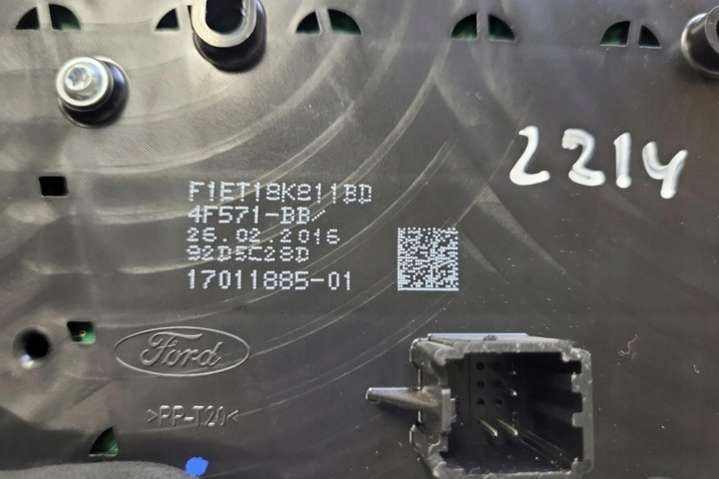 2214
F1ET18K811BD
4F571-BB/
26.02.2016
92D5C28D
17011885-01
Ford
>PP-T20<